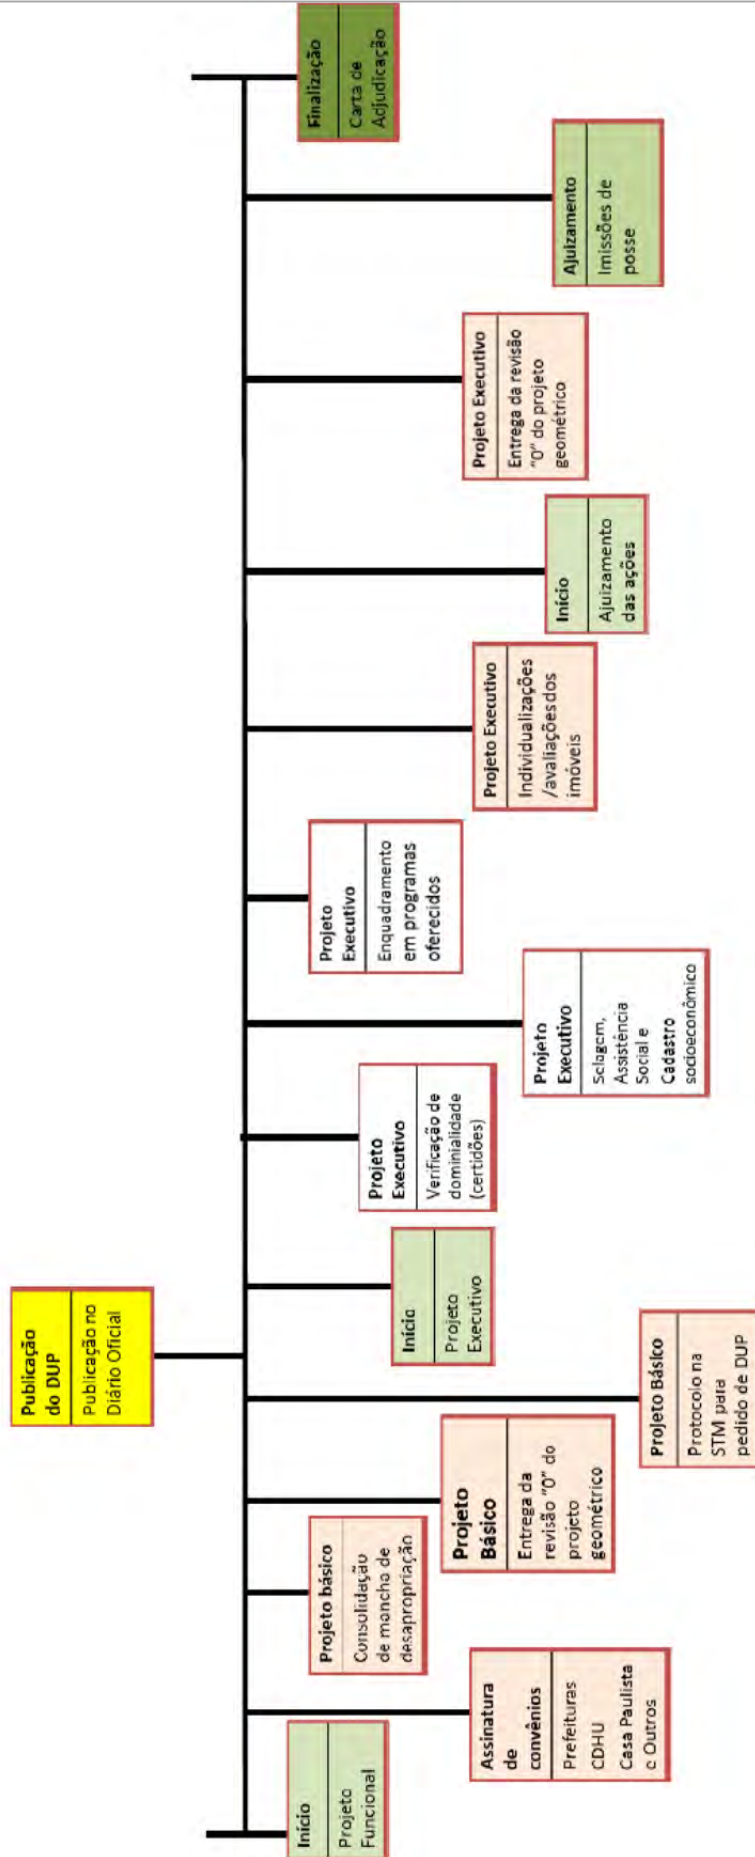 Publicação
do DUP
Publicação no
Diário Oficial
Início
Projeto
Funcional
Assinatura
de
convênios
Prefeituras
CDHU
Casa Paulista
e Outros
Projeto básico
Consolidação
de mancha de
desapropriação
Projeto
Básico
Entrega da
revisão "0" do
projeto
geométrico
Projeto Básico
Protocolo na
STM para
pedido de DUP
Início
Projeto
Executivo
Projeto
Executivo
Verificação de
dominialidade
(certidões)
Projeto
Executivo
Selagem,
Assistência
Social e
Cadastro
socioeconômico
Projeto
Executivo
Enquadramento
em programas
oferecidos
Projeto Executivo
Individualizações
/avaliações dos
imóveis
Início
Ajuizamento
das ações
Projeto Executivo
Entrega da revisão
"0" do projeto
geométrico
Ajuizamento
Imissões de
posse
Finalização
Carta de
Adjudicação